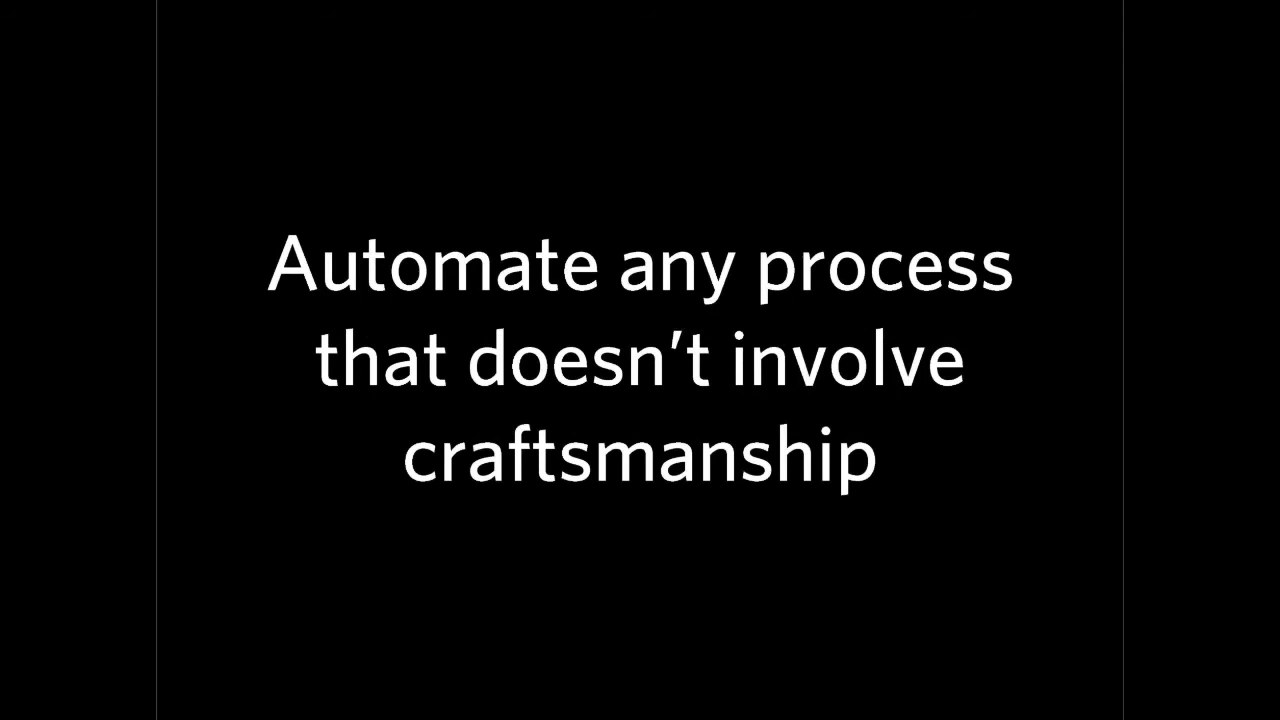 Automate any process
that doesn’t involve
craftsmanship